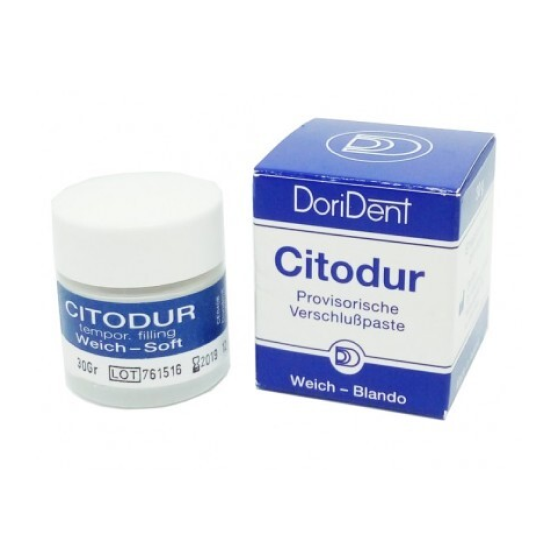 CITODUR
tempor. filling
Weich – Soft
30Gr LOT 761516 2019
DoriDent
Citodur
Provisorische
Verschlußpaste
Weich – Blando